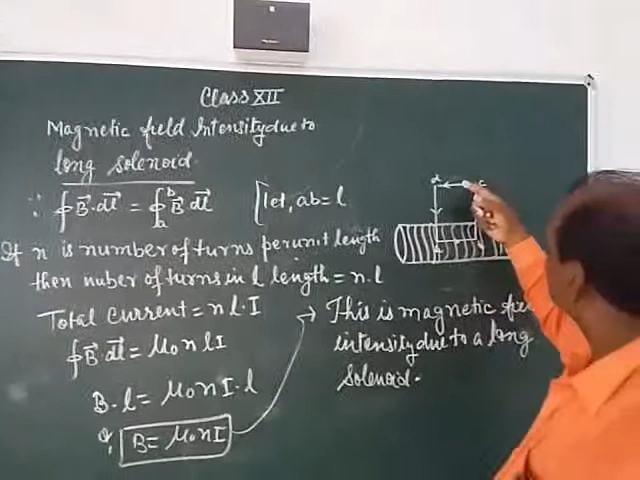 Class XII
Magnetic field Intensity due to
long solenoid
∴ ∮B⃗·dl⃗ = ∫ₐᵇ B⃗·dl⃗ [let, ab = l
If n is number of turns per unit length
then nuber of turns in l length = n.l
Total current = n l·I
∮B⃗·dl⃗ = μ₀ n l I
B·l = μ₀ n I·l
or, B = μ₀ n I
→ This is magnetic
intensity due to a long
solenoid.
d c